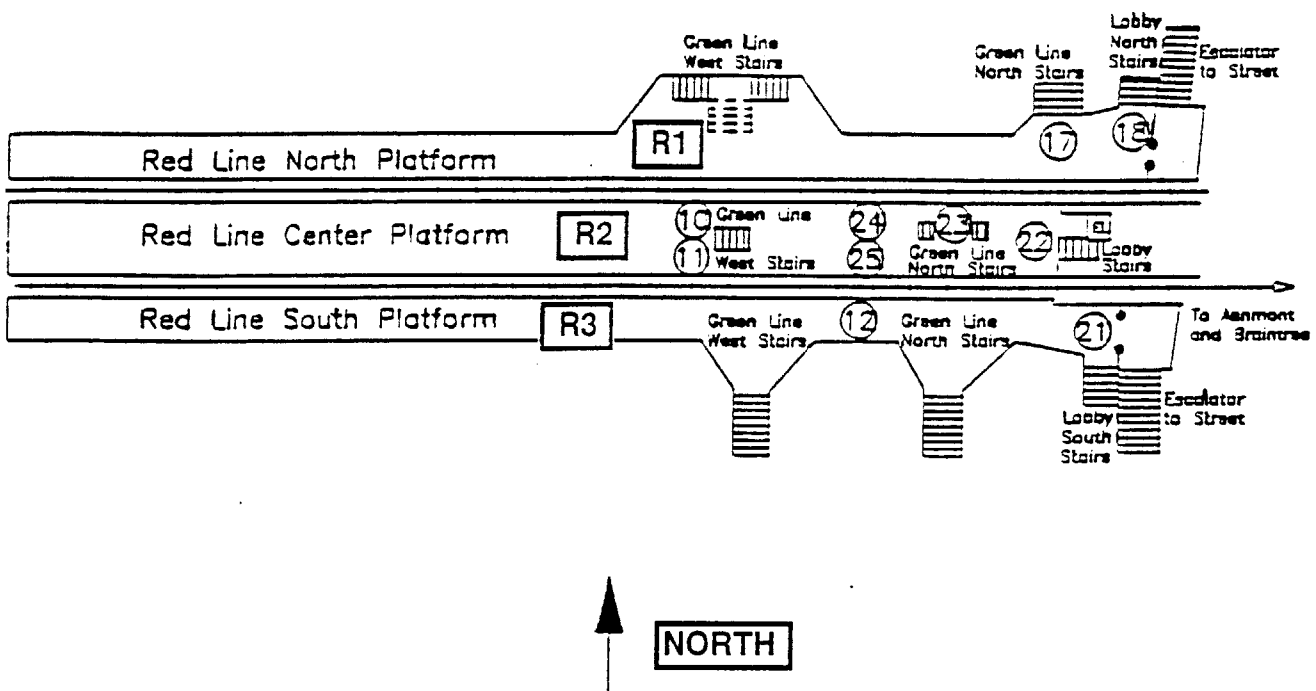 Lobby
North
Stairs
Escalator
to Street
Green Line
West Stairs
Green Line
North Stairs
R1
17
18
Red Line North Platform
Red Line Center Platform
R2
10
11
Green Line
West Stairs
24
25
23
Green Line
North Stairs
22
E
Lobby
Stairs
Red Line South Platform
R3
Green Line
West Stairs
12
Green Line
North Stairs
21
To Ashmont
and Braintree
Lobby
South
Stairs
Escalator
to Street
NORTH